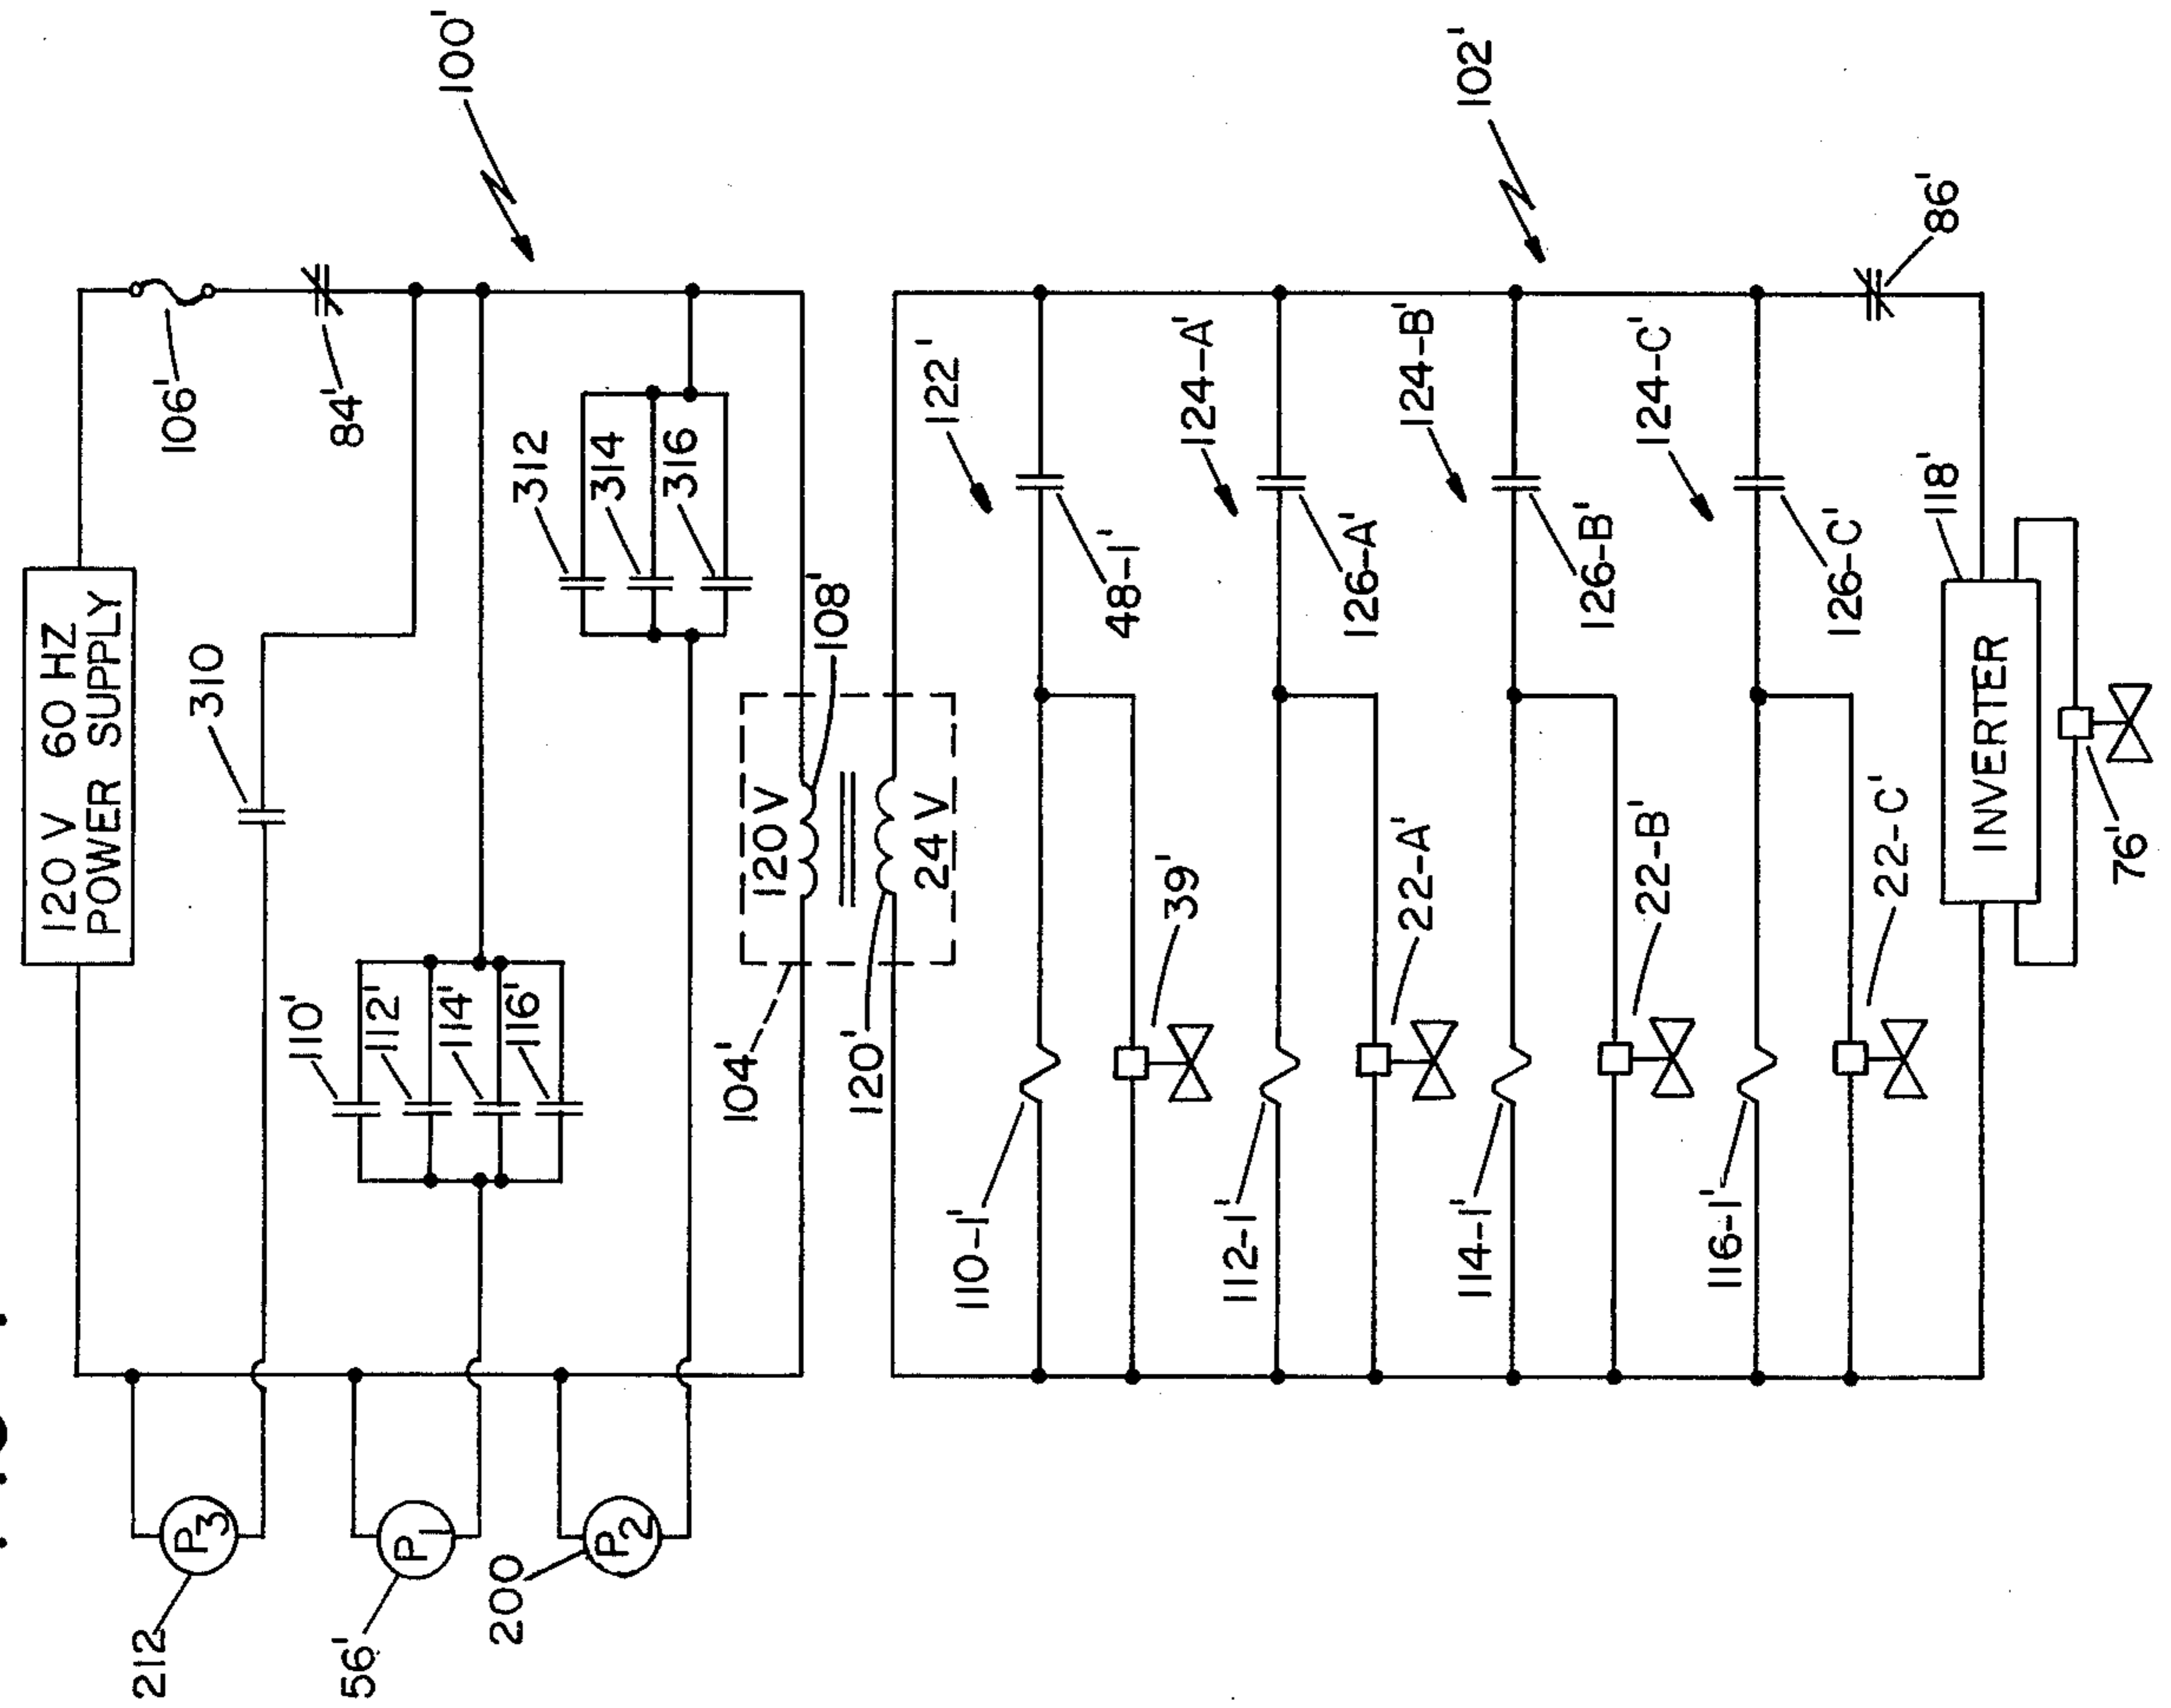 120 V 60 HZ
POWER SUPPLY
106'
84'
100'
310
110'
112'
114'
116'
312
314
316
P3
212
P1
56'
P2
200
120 V
108'
24 V
104'
120'
122'
48-1'
110-1'
39'
102'
124-A'
126-A'
112-1'
22-A'
124-B'
126-B'
114-1'
22-B'
124-C'
126-C'
116-1'
22-C'
86'
118'
INVERTER
76'